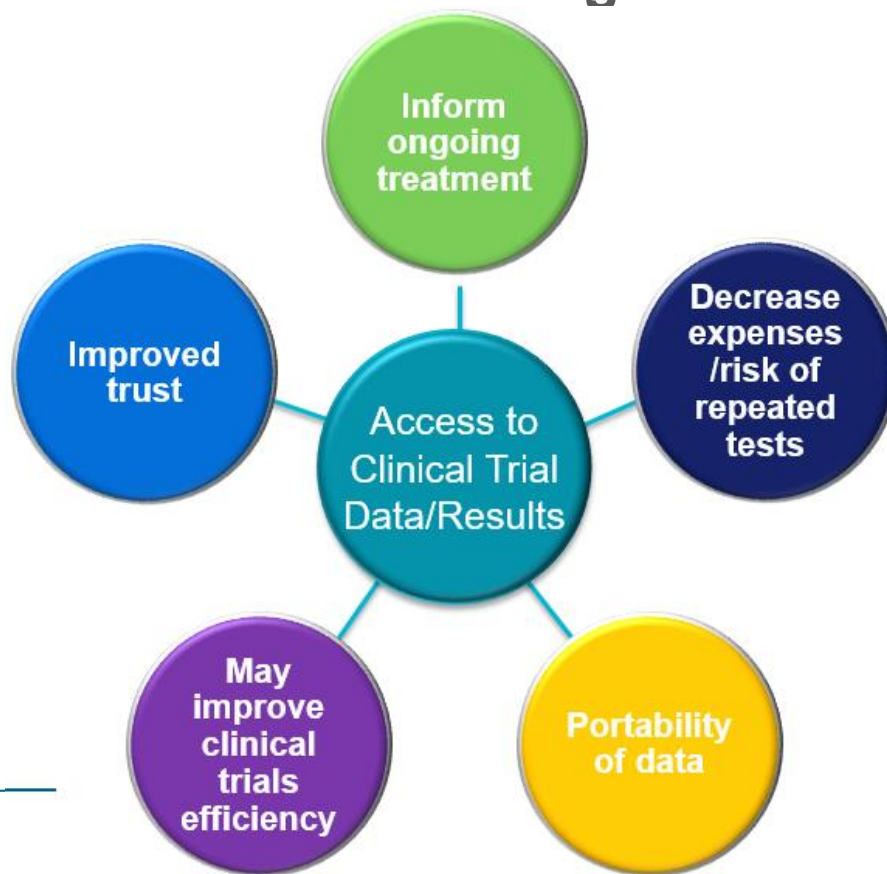 Inform
ongoing
treatment
Decrease
expenses
/risk of
repeated
tests
Improved
trust
Access to
Clinical Trial
Data/Results
May
improve
clinical
trials
efficiency
Portability
of data